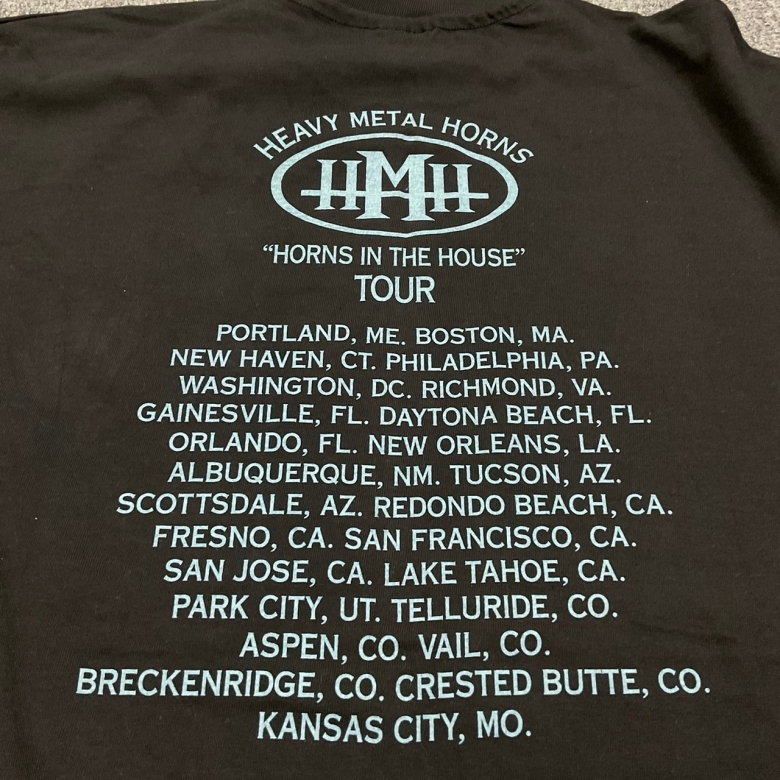 HEAVY METAL HORNS
HMH
“HORNS IN THE HOUSE”
TOUR
PORTLAND, ME. BOSTON, MA.
NEW HAVEN, CT. PHILADELPHIA, PA.
WASHINGTON, DC. RICHMOND, VA.
GAINESVILLE, FL. DAYTONA BEACH, FL.
ORLANDO, FL. NEW ORLEANS, LA.
ALBUQUERQUE, NM. TUCSON, AZ.
SCOTTSDALE, AZ. REDONDO BEACH, CA.
FRESNO, CA. SAN FRANCISCO, CA.
SAN JOSE, CA. LAKE TAHOE, CA.
PARK CITY, UT. TELLURIDE, CO.
ASPEN, CO. VAIL, CO.
BRECKENRIDGE, CO. CRESTED BUTTE, CO.
KANSAS CITY, MO.